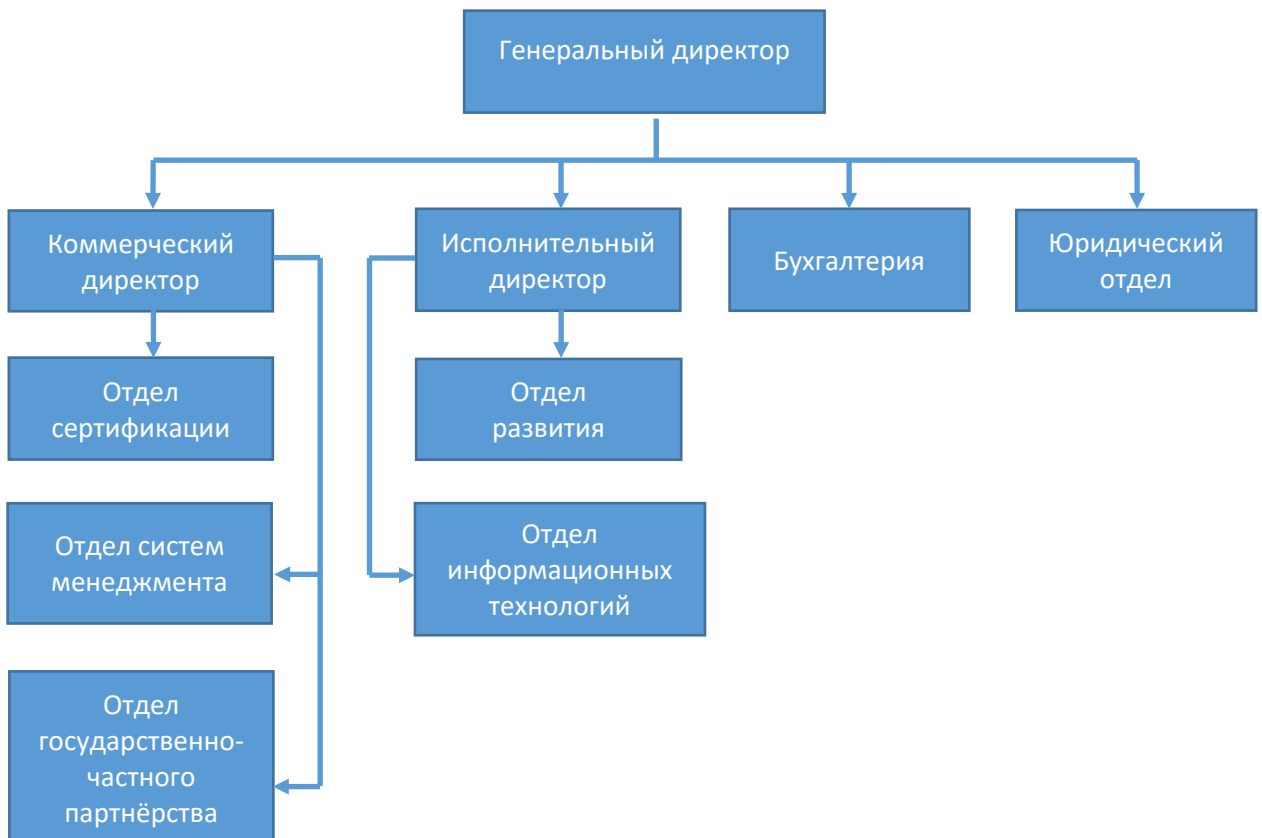 Генеральный директор
Коммерческий
директор
Исполнительный
директор
Бухгалтерия
Юридический
отдел
Отдел
сертификации
Отдел
развития
Отдел систем
менеджмента
Отдел
информационных
технологий
Отдел
государственно-
частного
партнёрства